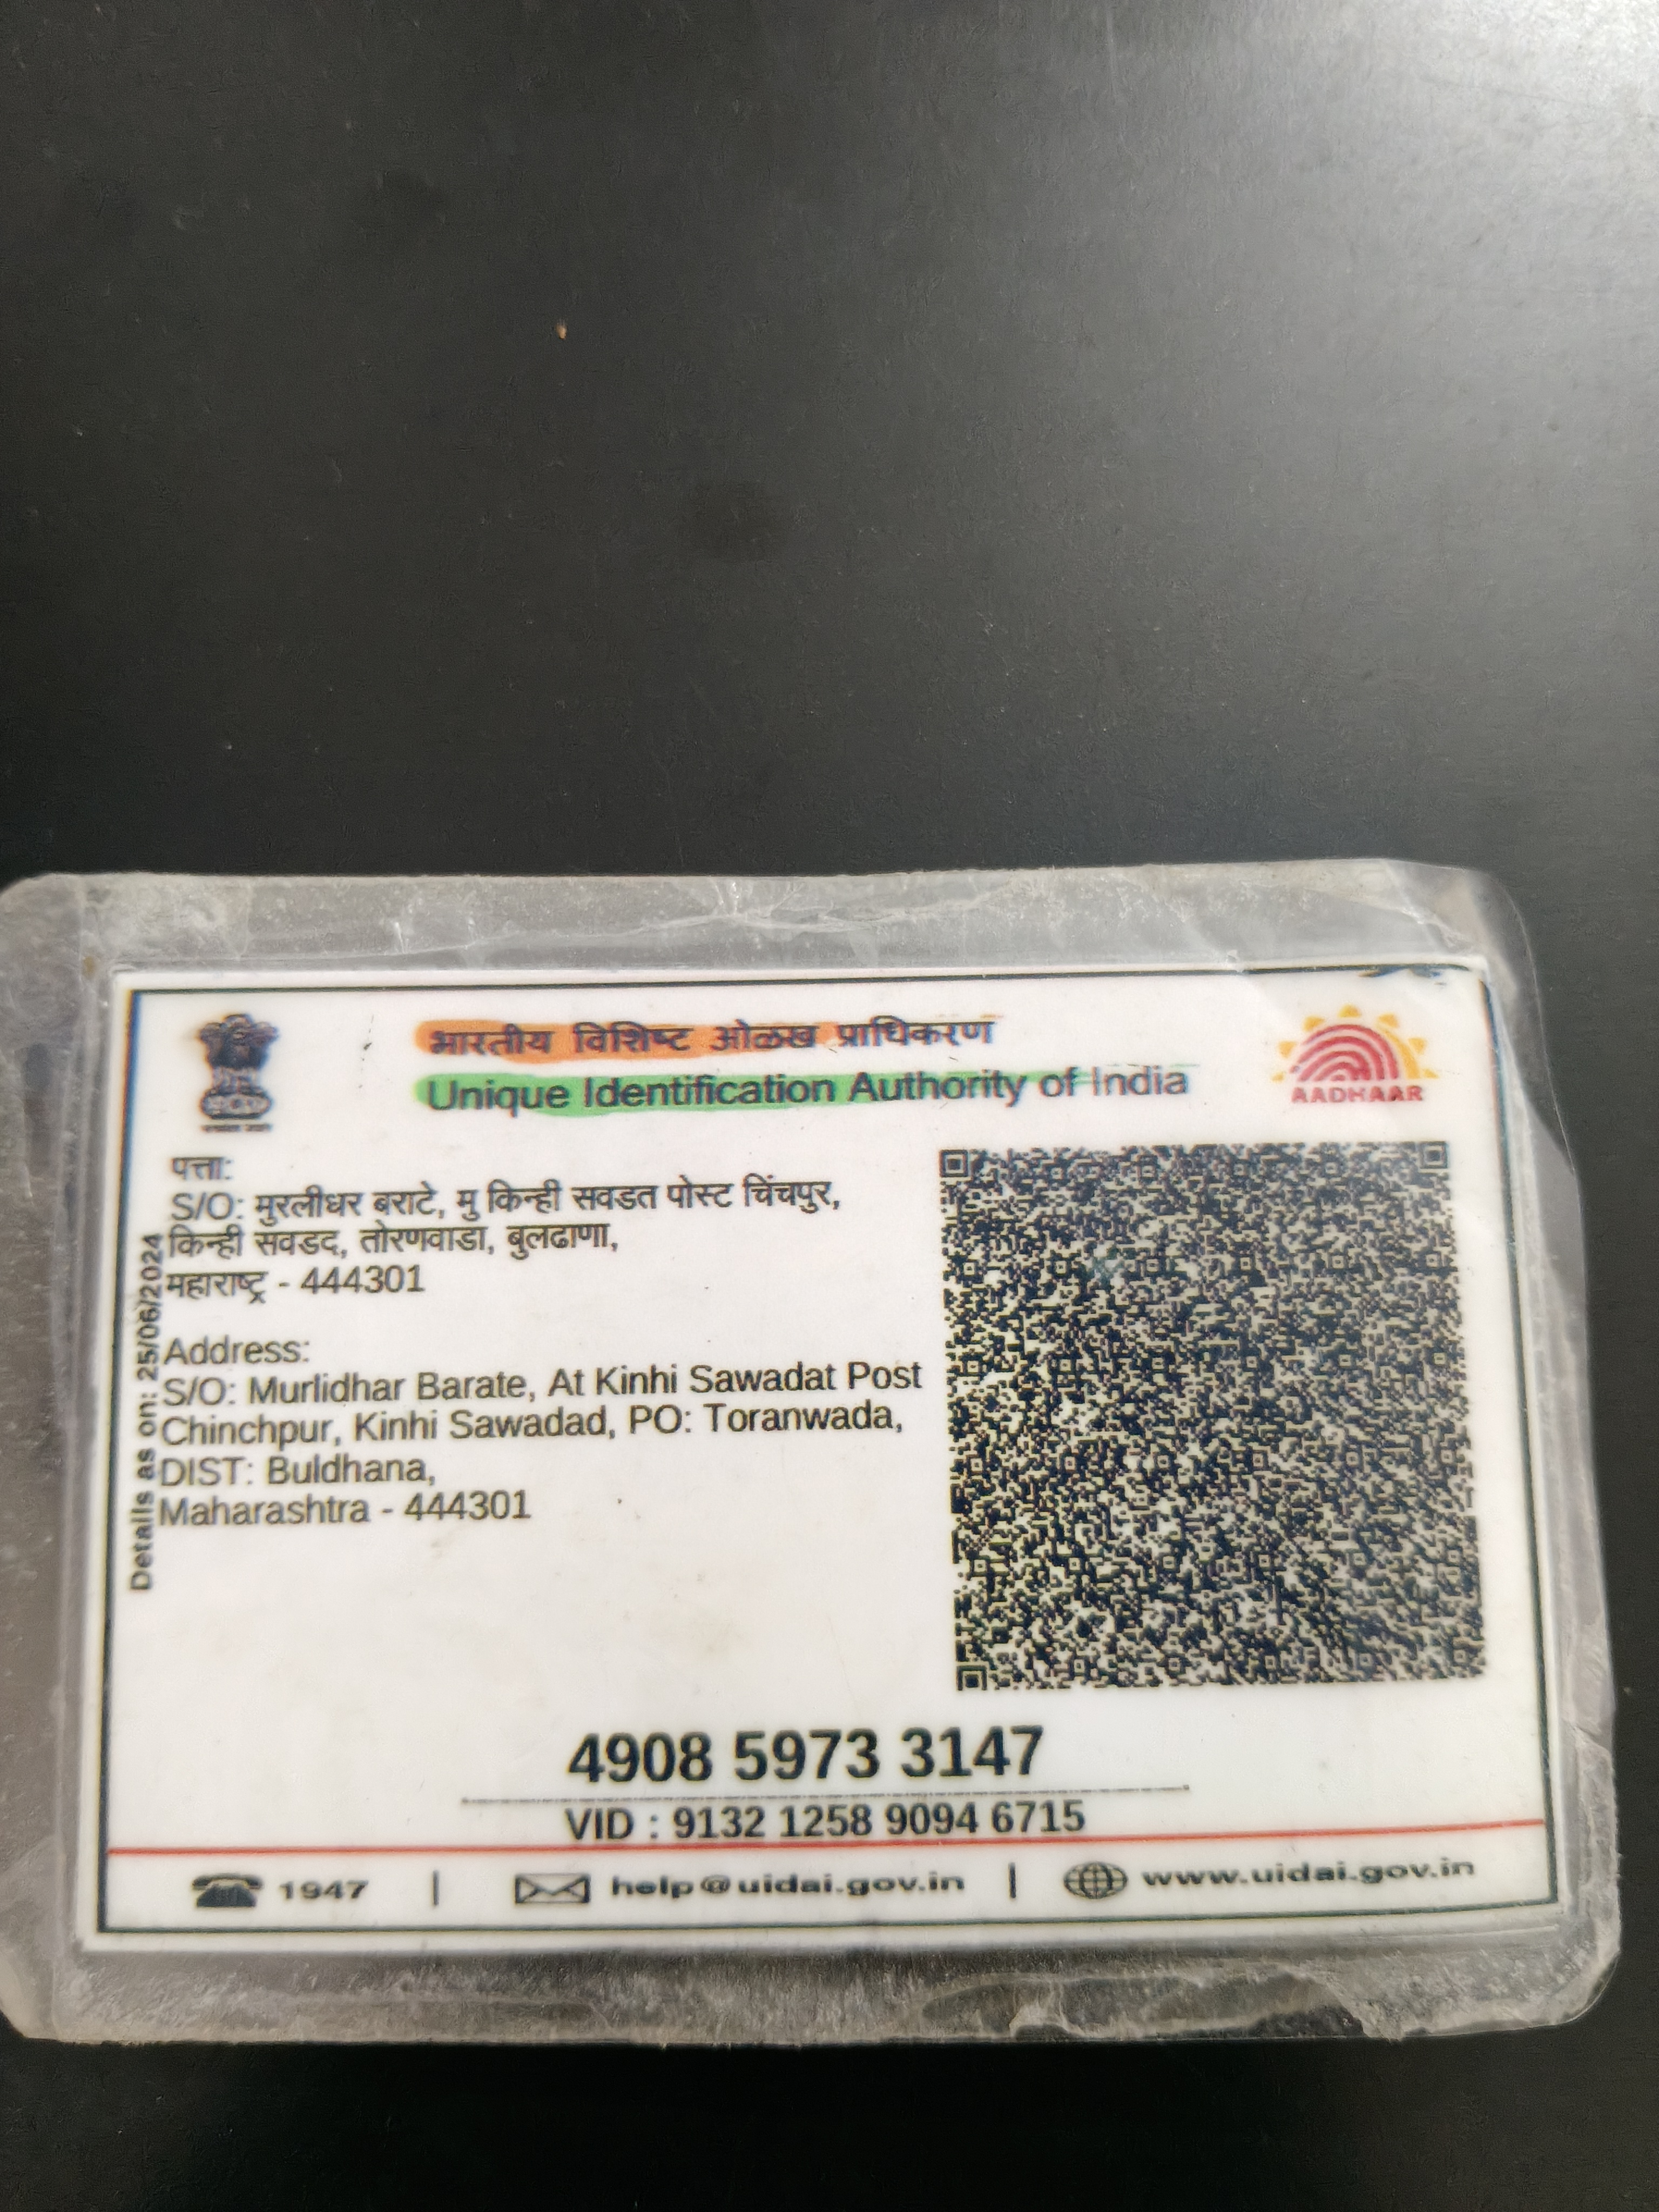 भारतीय विशिष्ट ओळख प्राधिकरण
Unique Identification Authority of India
AADHAAR
पत्ता:
S/O: मुरलीधर बराटे, मु किन्ही सवडत पोस्ट चिंचपुर,
किन्ही सवडद, तोरणवाडा, बुलढाणा,
महाराष्ट्र - 444301
Address:
S/O: Murlidhar Barate, At Kinhi Sawadat Post
Chinchpur, Kinhi Sawadad, PO: Toranwada,
DIST: Buldhana,
Maharashtra - 444301
Details as on: 25/06/2024
4908 5973 3147
VID : 9132 1258 9094 6715
1947 | help@uidai.gov.in | www.uidai.gov.in